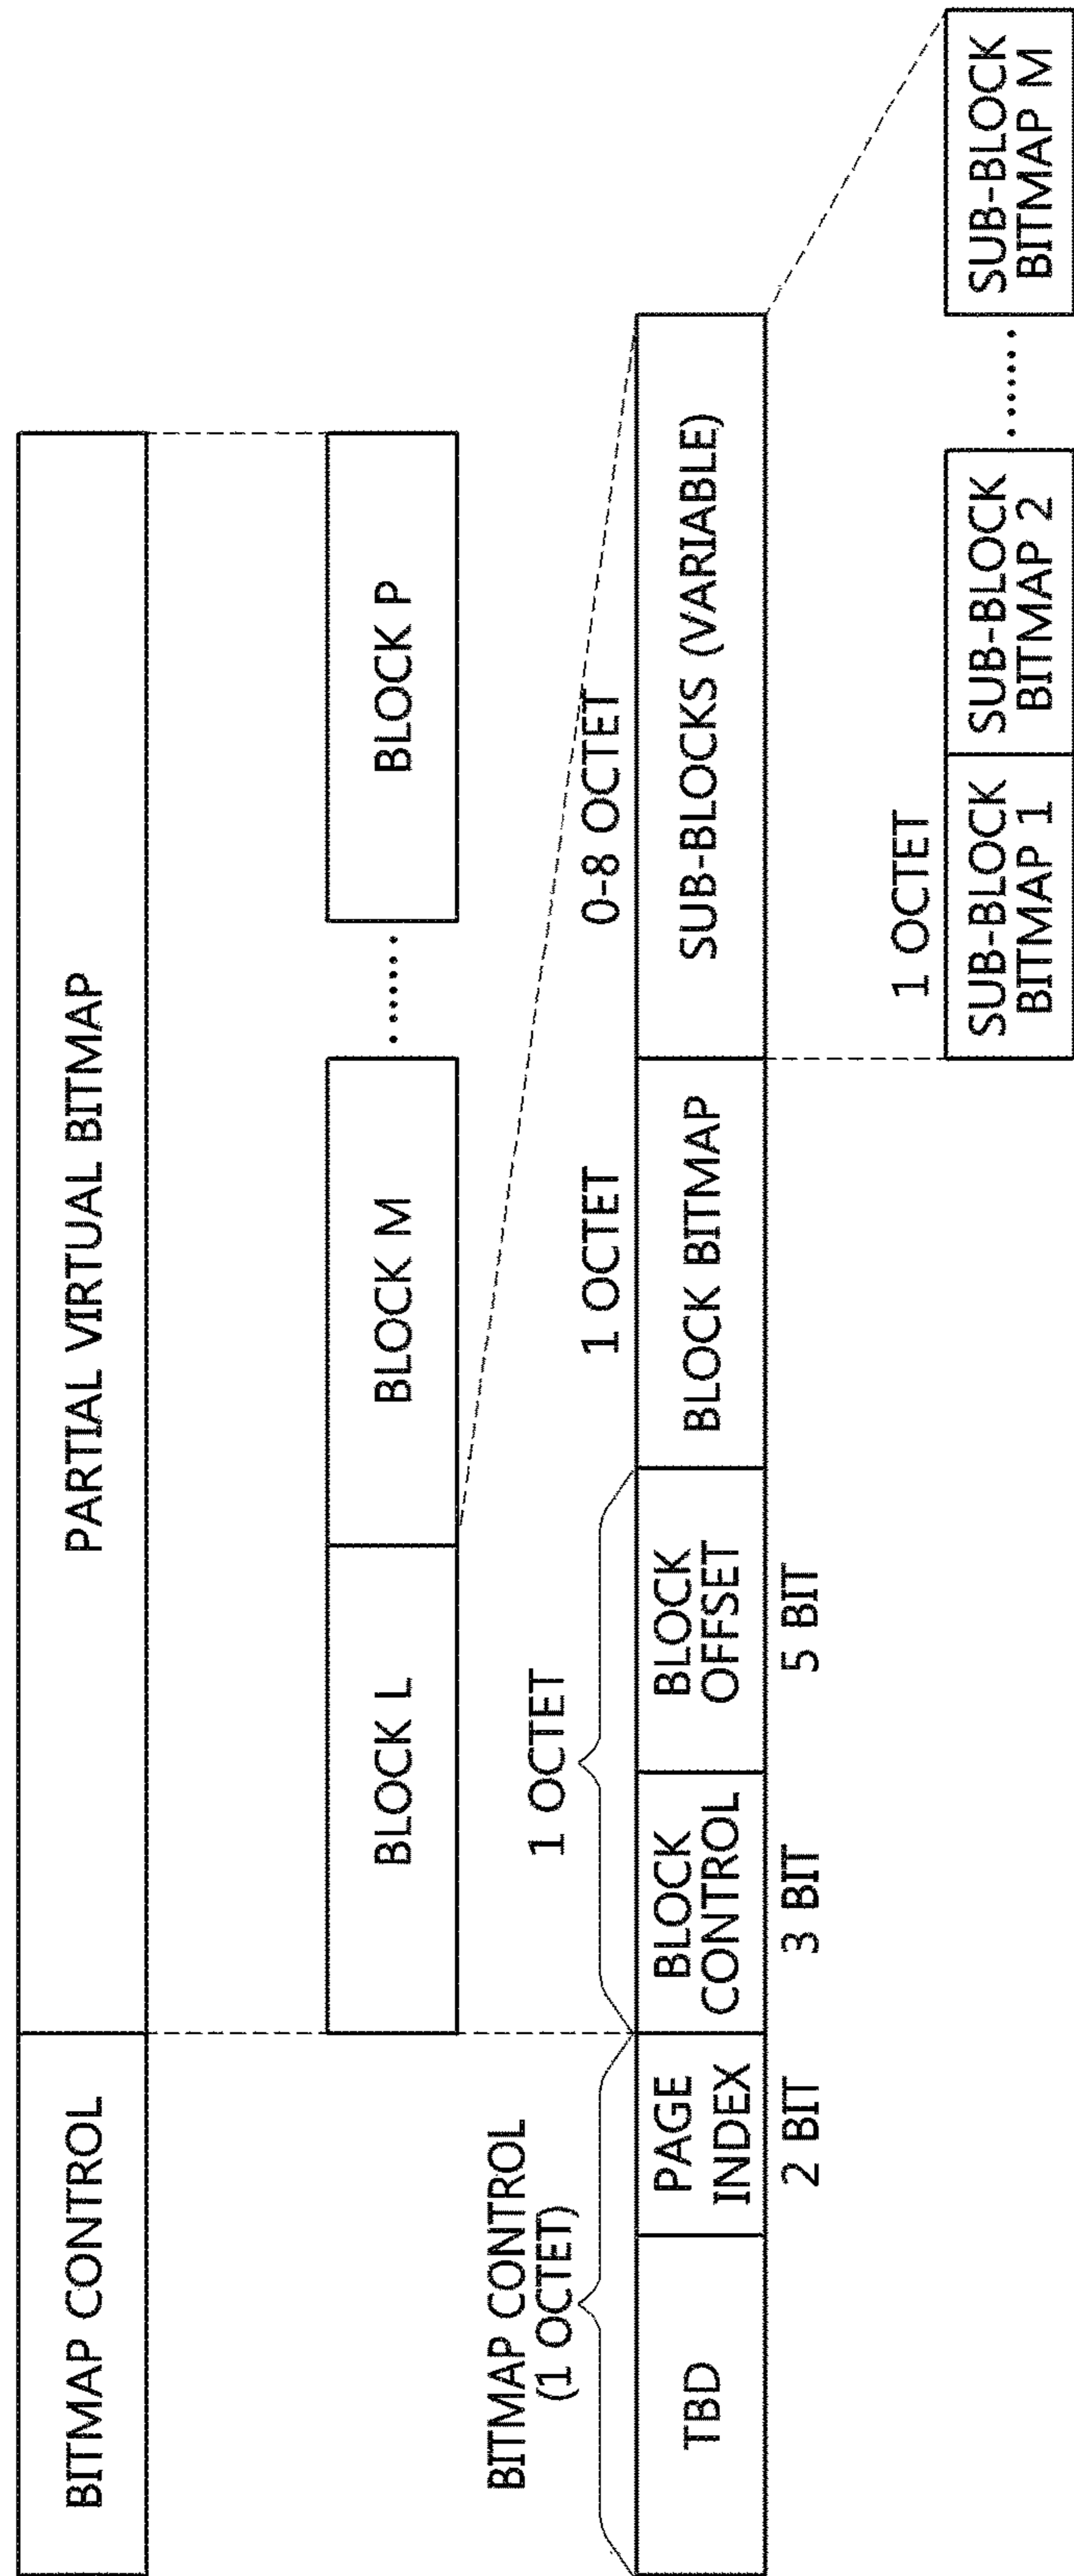 BITMAP CONTROL
PARTIAL VIRTUAL BITMAP
BLOCK L
BLOCK M
.......
BLOCK P
BITMAP CONTROL
(1 OCTET)
1 OCTET
1 OCTET
0-8 OCTET
TBD
PAGE
INDEX
BLOCK
CONTROL
BLOCK
OFFSET
BLOCK BITMAP
SUB-BLOCKS (VARIABLE)
2 BIT
3 BIT
5 BIT
1 OCTET
SUB-BLOCK
BITMAP 1
SUB-BLOCK
BITMAP 2
......
SUB-BLOCK
BITMAP M